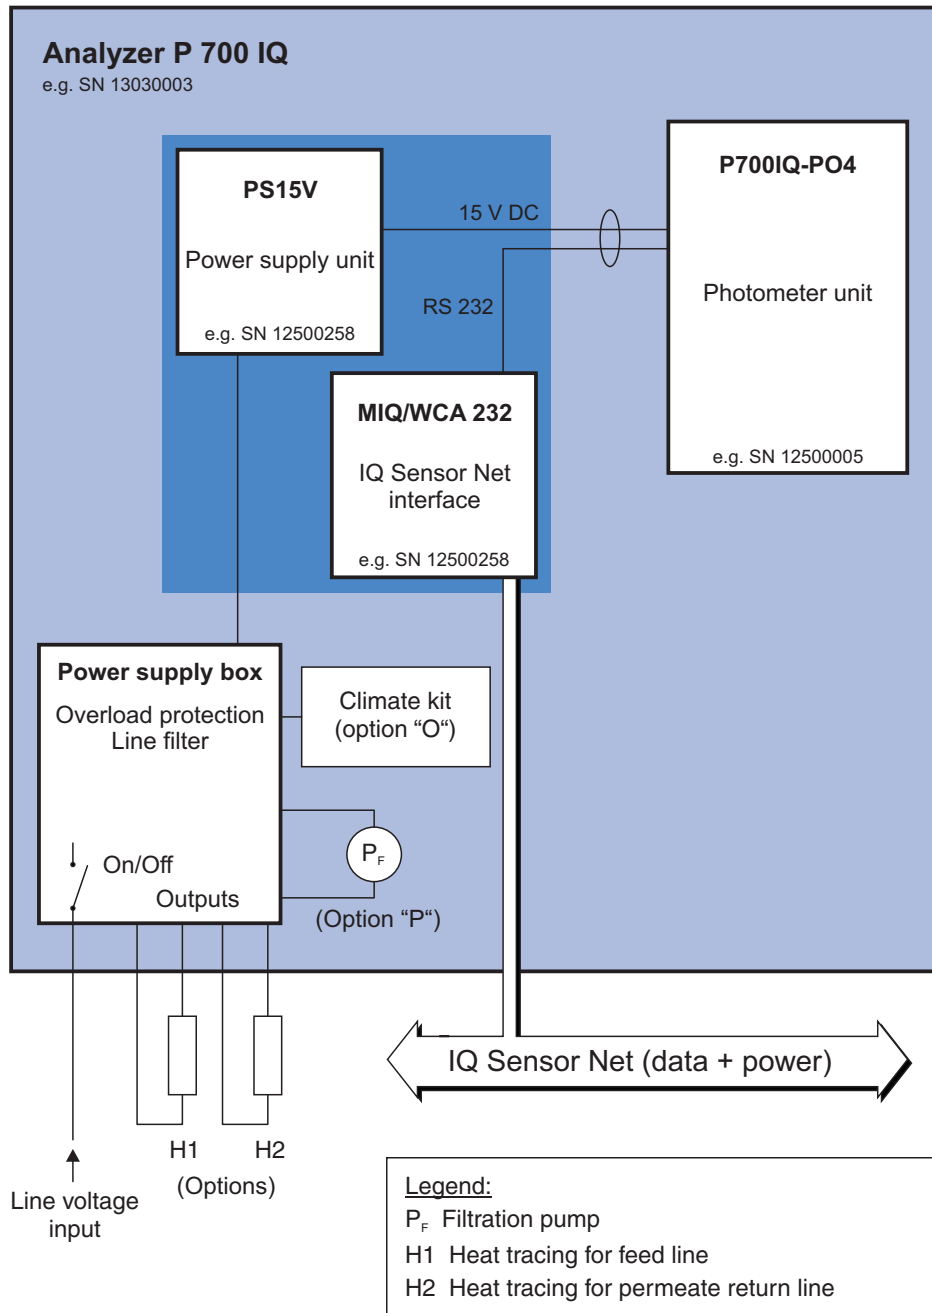 Analyzer P 700 IQ
e.g. SN 13030003
PS15V
Power supply unit
e.g. SN 12500258
15 V DC
RS 232
P700IQ-PO4
Photometer unit
e.g. SN 12500005
MIQ/WCA 232
IQ Sensor Net
interface
e.g. SN 12500258
Power supply box
Overload protection
Line filter
On/Off
Outputs
Climate kit
(option “O“)
PF
(Option “P“)
IQ Sensor Net (data + power)
H1
H2
(Options)
Line voltage
input
Legend:
PF Filtration pump
H1 Heat tracing for feed line
H2 Heat tracing for permeate return line